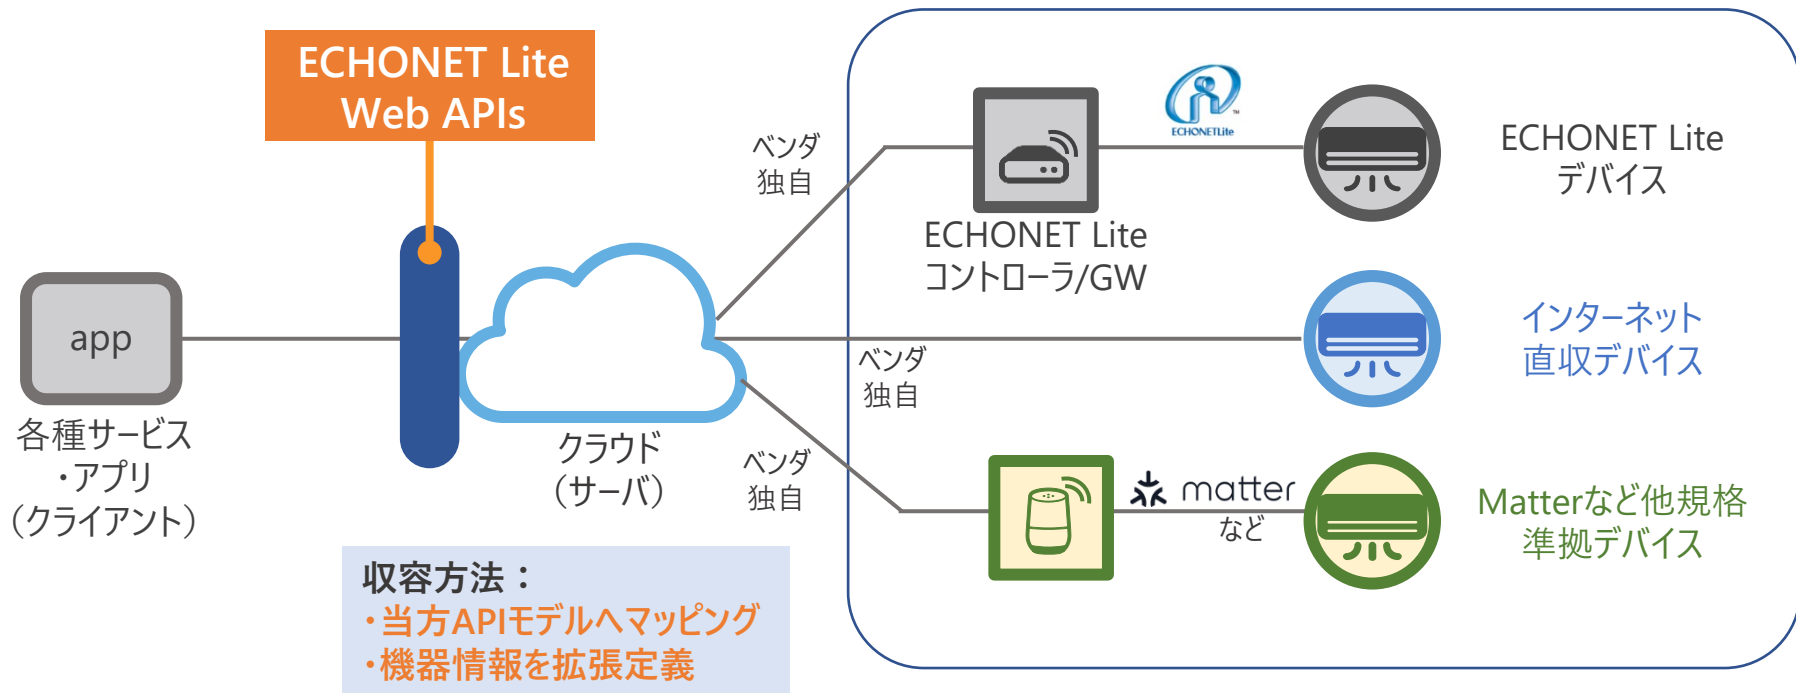 ECHONET Lite
Web APIs
app
各種サービス
・アプリ
（クライアント）
クラウド
（サーバ）
ベンダ
独自
ベンダ
独自
ベンダ
独自
ECHONET Lite
コントローラ/GW
ECHONETLite
™
ECHONET Lite
デバイス
インターネット
直収デバイス
matter
など
Matterなど他規格
準拠デバイス
収容方法：
・当方APIモデルへマッピング
・機器情報を拡張定義